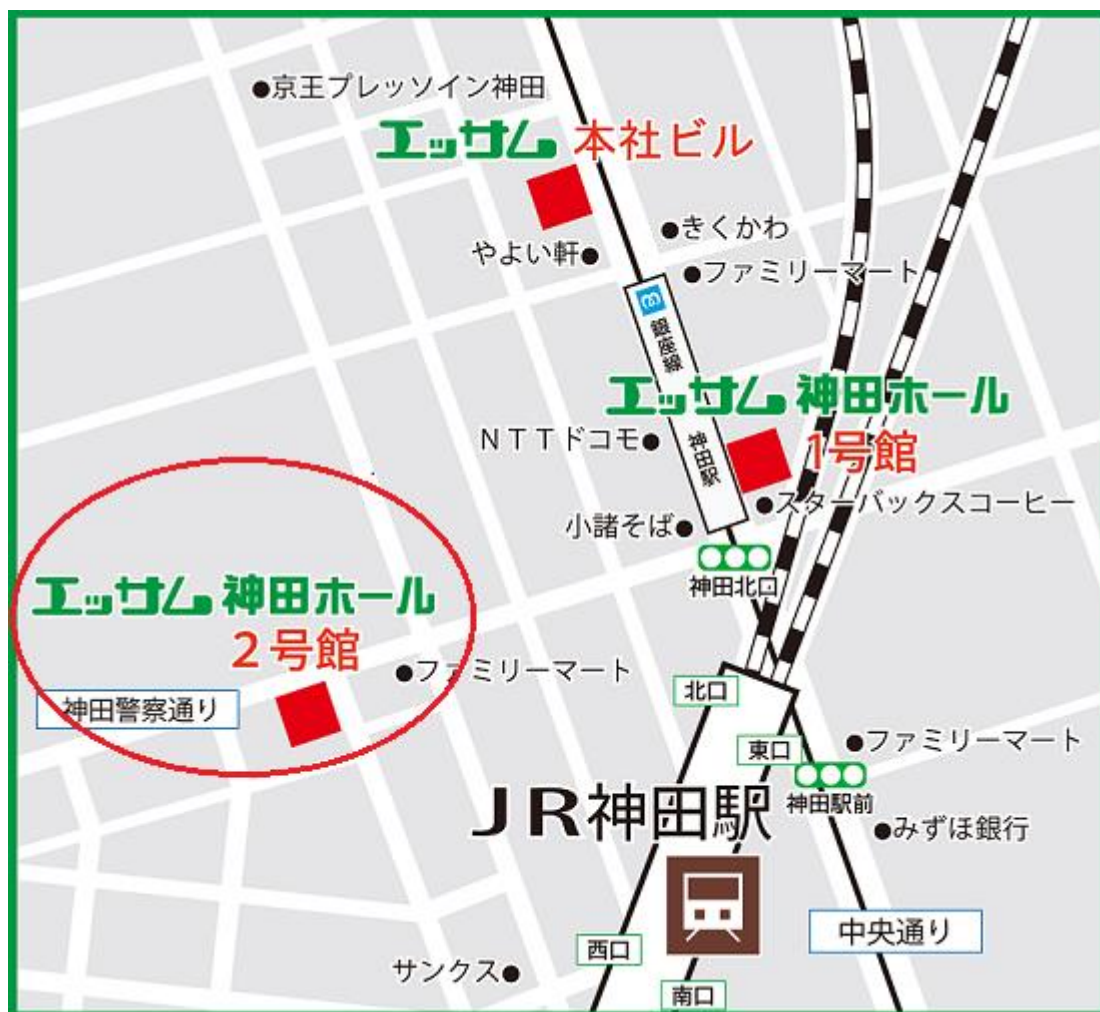 ●京王プレッソイン神田
エッサム 本社ビル
●きくかわ
やよい軒●
●ファミリーマート
銀座線
神田駅
エッサム 神田ホール
1号館
NTTドコモ●
●スターバックスコーヒー
小諸そば●
神田北口
エッサム 神田ホール
2号館
●ファミリーマート
神田警察通り
北口
東口
●ファミリーマート
神田駅前
JR神田駅
●みずほ銀行
中央通り
西口
サンクス●
南口